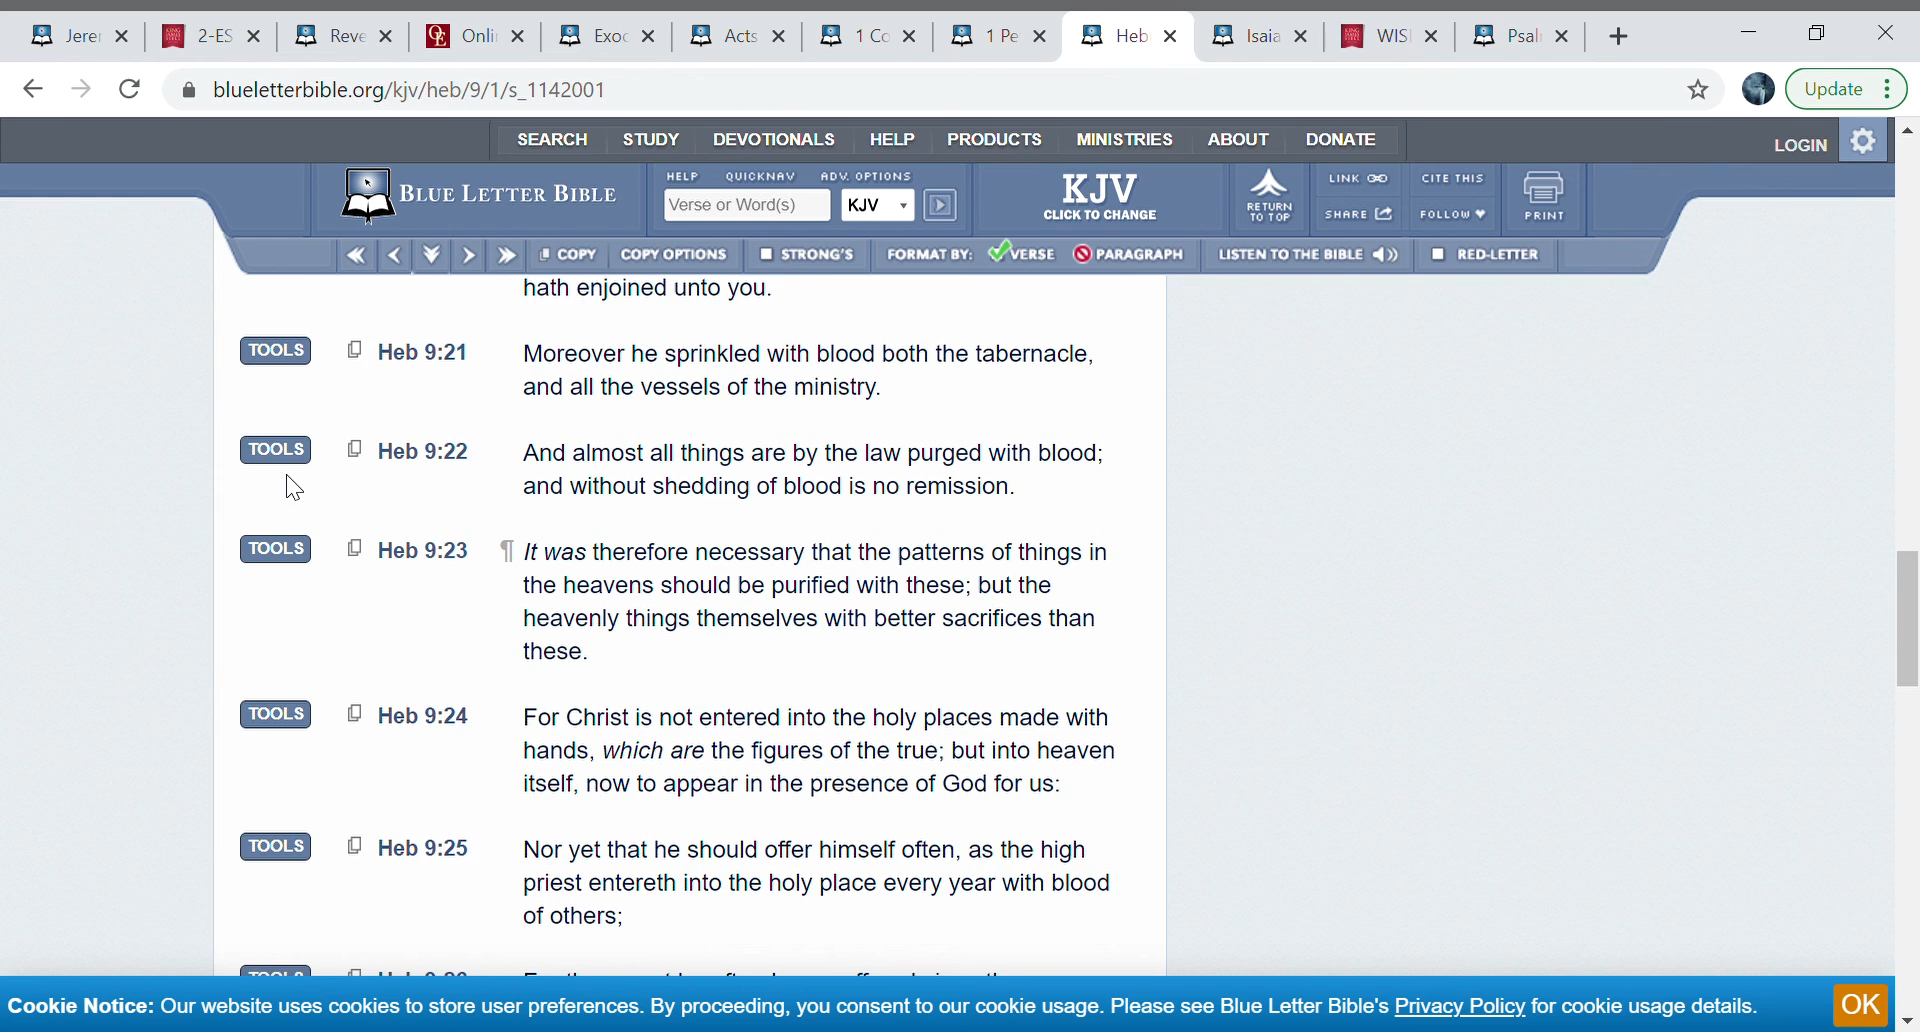 Jerer 2-ES Reve Onlin Exoc Acts 1 Co 1 Pe Heb Isaia WIS Psal
blueletterbible.org/kjv/heb/9/1/s_1142001 Update
SEARCH STUDY DEVOTIONALS HELP PRODUCTS MINISTRIES ABOUT DONATE LOGIN
HELP QUICKNAV ADV. OPTIONS
BLUE LETTER BIBLE
Verse or Word(s) KJV
KJV
CLICK TO CHANGE
RETURN
TO TOP
LINK CITE THIS
SHARE FOLLOW
PRINT
COPY COPY OPTIONS STRONG'S FORMAT BY: VERSE PARAGRAPH LISTEN TO THE BIBLE RED-LETTER
hath enjoined unto you.
TOOLS Heb 9:21 Moreover he sprinkled with blood both the tabernacle,
and all the vessels of the ministry.
TOOLS Heb 9:22 And almost all things are by the law purged with blood;
and without shedding of blood is no remission.
TOOLS Heb 9:23 ¶ It was therefore necessary that the patterns of things in
the heavens should be purified with these; but the
heavenly things themselves with better sacrifices than
these.
TOOLS Heb 9:24 For Christ is not entered into the holy places made with
hands, which are the figures of the true; but into heaven
itself, now to appear in the presence of God for us:
TOOLS Heb 9:25 Nor yet that he should offer himself often, as the high
priest entereth into the holy place every year with blood
of others;
Cookie Notice: Our website uses cookies to store user preferences. By proceeding, you consent to our cookie usage. Please see Blue Letter Bible's Privacy Policy for cookie usage details. OK